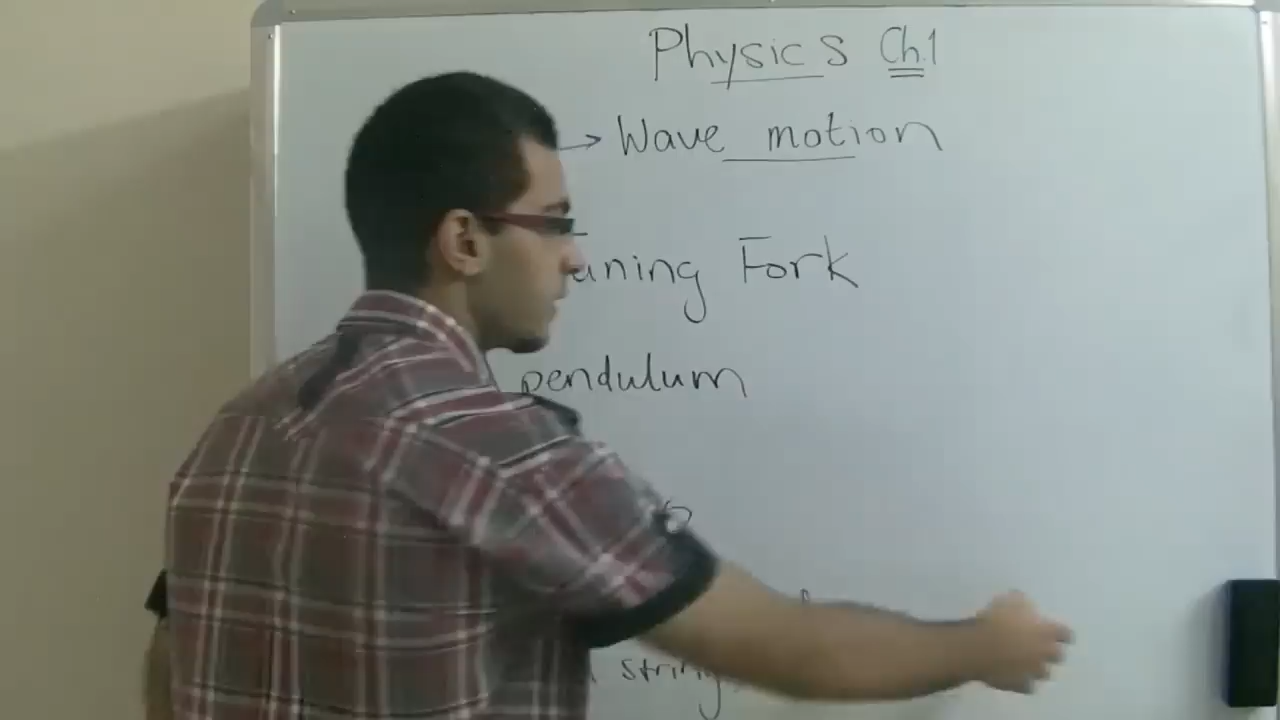 Physics Ch.1
→ Wave motion
uning Fork
pendulum
string